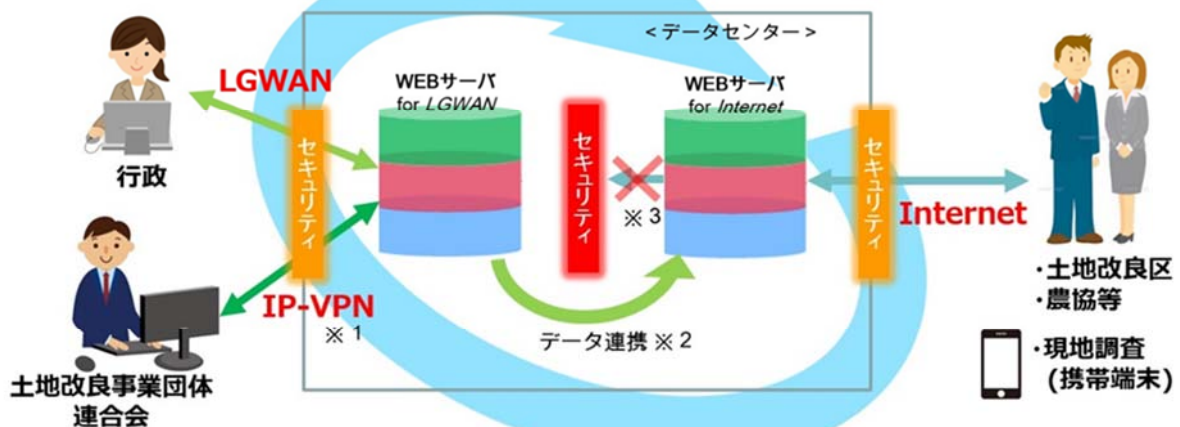 <データセンター>
LGWAN
WEBサーバ
for LGWAN
WEBサーバ
for Internet
セキュリティ
セキュリティ
セキュリティ
行政
※3
Internet
IP-VPN
※1
データ連携※2
土地改良事業団体
連合会
・土地改良区
・農協等
・現地調査
(携帯端末)